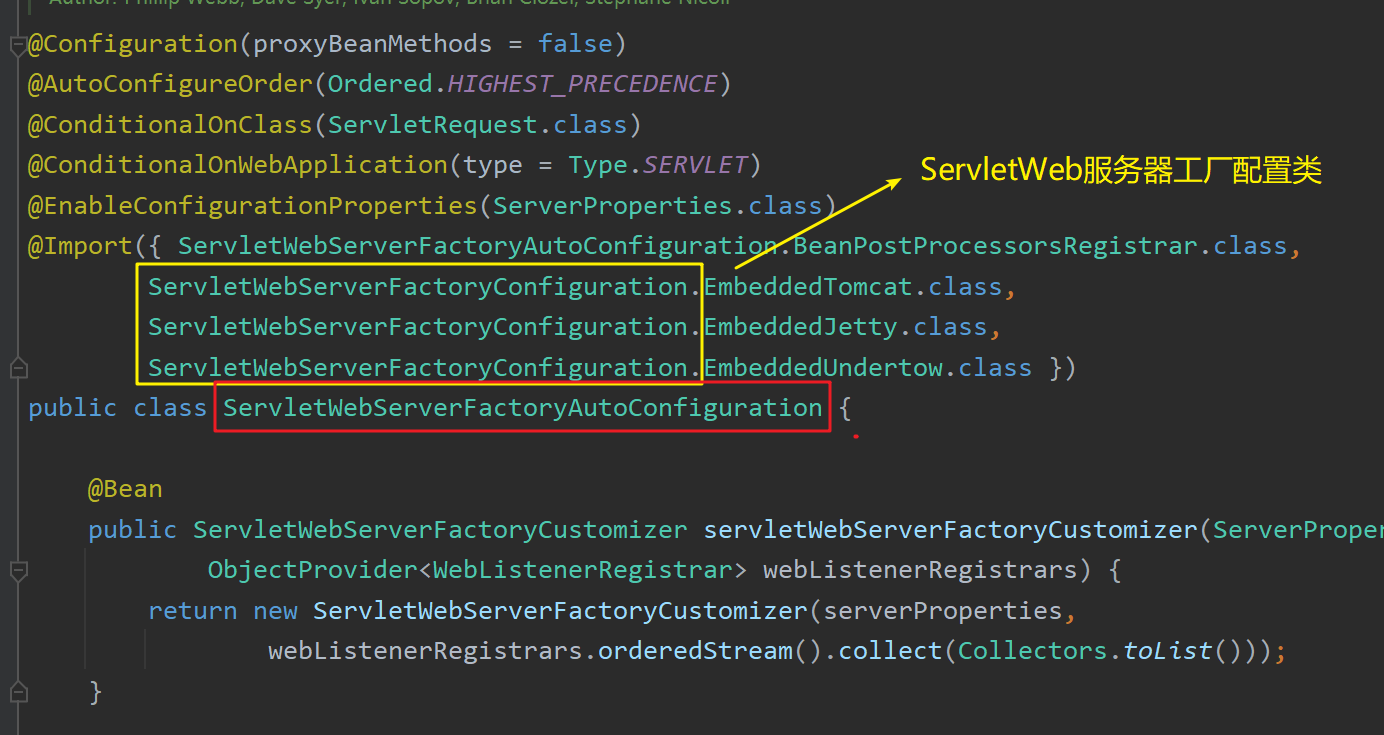 Author: Phillip Webb, Dave Syer, Ivan Sopov, Brian Clozel, Stephane Nicoll
@Configuration(proxyBeanMethods = false)
@AutoConfigureOrder(Ordered.HIGHEST_PRECEDENCE)
@ConditionalOnClass(ServletRequest.class)
@ConditionalOnWebApplication(type = Type.SERVLET)
ServletWeb服务器工厂配置类
@EnableConfigurationProperties(ServerProperties.class)
@Import({ ServletWebServerFactoryAutoConfiguration.BeanPostProcessorsRegistrar.class,
ServletWebServerFactoryConfiguration.EmbeddedTomcat.class,
ServletWebServerFactoryConfiguration.EmbeddedJetty.class,
ServletWebServerFactoryConfiguration.EmbeddedUndertow.class })
public class ServletWebServerFactoryAutoConfiguration {
@Bean
public ServletWebServerFactoryCustomizer servletWebServerFactoryCustomizer(ServerProper
ObjectProvider<WebListenerRegistrar> webListenerRegistrars) {
return new ServletWebServerFactoryCustomizer(serverProperties,
webListenerRegistrars.orderedStream().collect(Collectors.toList()));
}